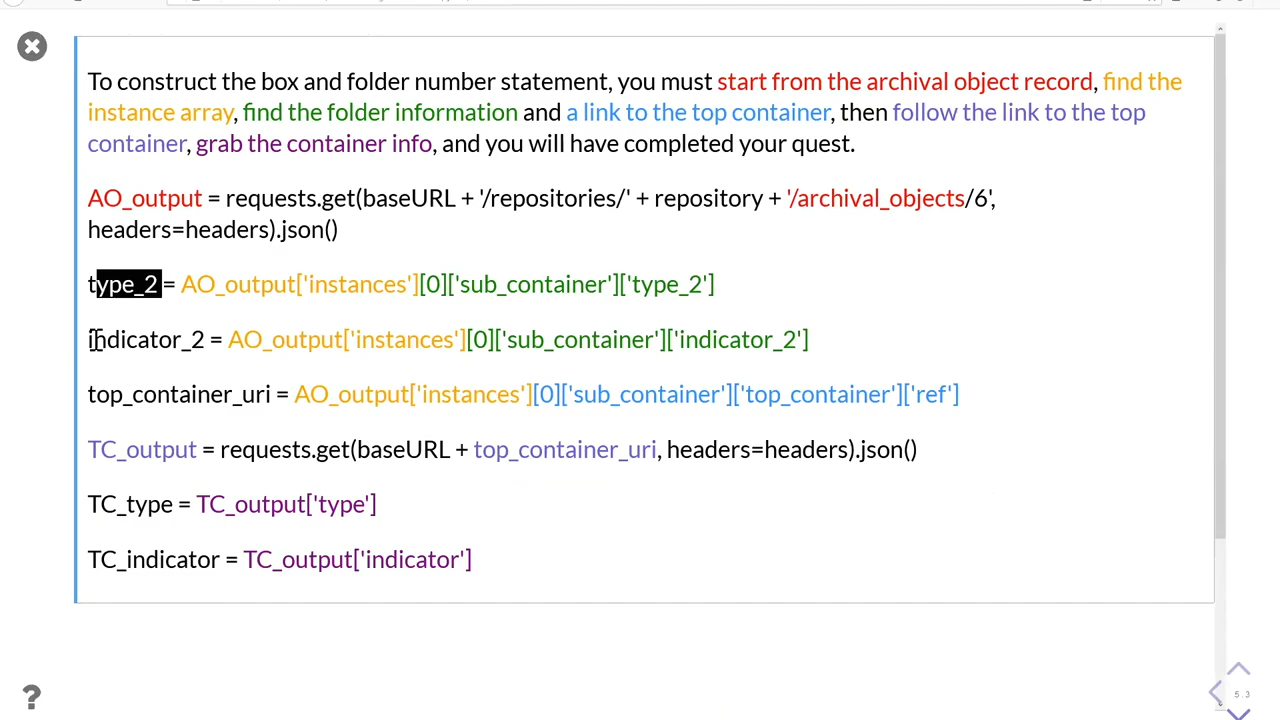 To construct the box and folder number statement, you must start from the archival object record, find the
instance array, find the folder information and a link to the top container, then follow the link to the top
container, grab the container info, and you will have completed your quest.
AO_output = requests.get(baseURL + '/repositories/' + repository + '/archival_objects/6',
headers=headers).json()
type_2 = AO_output['instances'][0]['sub_container']['type_2']
indicator_2 = AO_output['instances'][0]['sub_container']['indicator_2']
top_container_uri = AO_output['instances'][0]['sub_container']['top_container']['ref']
TC_output = requests.get(baseURL + top_container_uri, headers=headers).json()
TC_type = TC_output['type']
TC_indicator = TC_output['indicator']
?
5.3